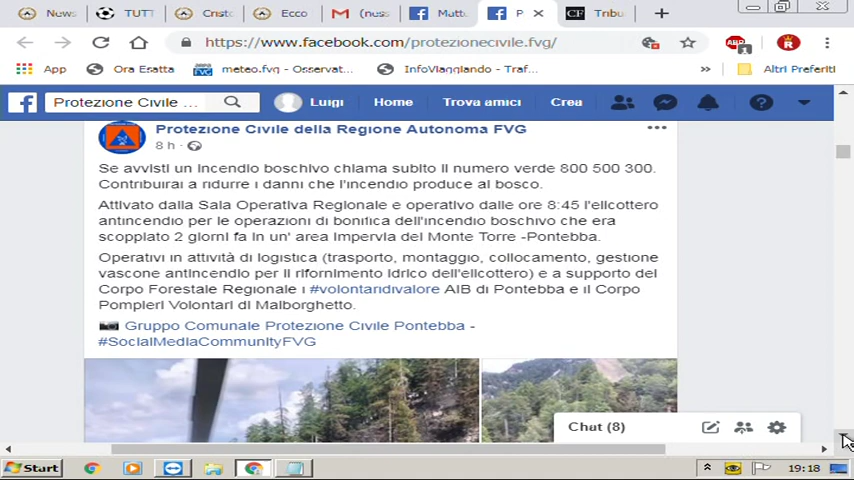 News TUTT Cristo Ecco (ness Matt P Tribu
https://www.facebook.com/protezionecivile.fvg/
App Ora Esatta meteo.fvg - Osservat... InfoViaggiando - Traf... » Altri Preferiti
Protezione Civile ... Luigi Home Trova amici Crea
Protezione Civile della Regione Autonoma FVG
8 h ·
Se avvisti un incendio boschivo chiama subito il numero verde 800 500 300.
Contribuirai a ridurre i danni che l'incendio produce al bosco.
Attivato dalla Sala Operativa Regionale e operativo dalle ore 8:45 l'elicottero
antincendio per le operazioni di bonifica dell'incendio boschivo che era
scoppiato 2 giorni fa in un' area impervia del Monte Torre -Pontebba.
Operativi in attività di logistica (trasporto, montaggio, collocamento, gestione
vascone antincendio per il rifornimento idrico dell'elicottero) e a supporto del
Corpo Forestale Regionale i #volontaridivalore AIB di Pontebba e il Corpo
Pompieri Volontari di Malborghetto.
Gruppo Comunale Protezione Civile Pontebba -
#SocialMediaCommunityFVG
Chat (8)
Start 19:18